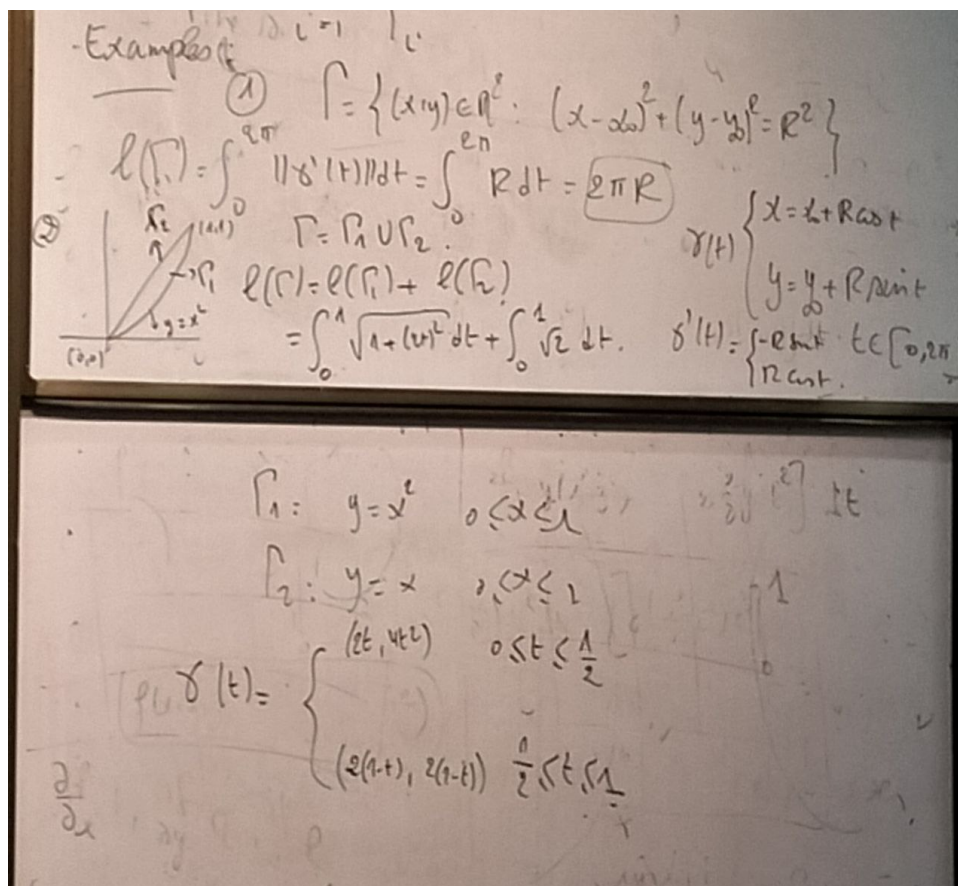 i=1
- Examples:
① Γ = {(x,y) ∈ ℝ² : (x-x₀)² + (y-y₀)² = R²}
ℓ(Γ) = ∫₀^{2π} ||γ'(t)|| dt = ∫₀^{2π} R dt = 2πR
γ(t) { x = x₀ + R cos t
y = y₀ + R sin t
γ'(t) = { -R sin t
R cos t. t ∈ [0, 2π
② Γ₂ (1,1) Γ = Γ₁ ∪ Γ₂ :
Γ₁ ℓ(Γ) = ℓ(Γ₁) + ℓ(Γ₂)
y = x²
(0,0) = ∫₀¹ √(1+(2t)²) dt + ∫₀¹ √2 dt.
Γ₁ : y = x² 0 ≤ x ≤ 1
Γ₂ : y = x 0 ≤ x ≤ 1
γ(t) = { (2t, 4t²) 0 ≤ t ≤ 1/2
(2(1-t), 2(1-t)) 1/2 ≤ t ≤ 1
∂/∂x